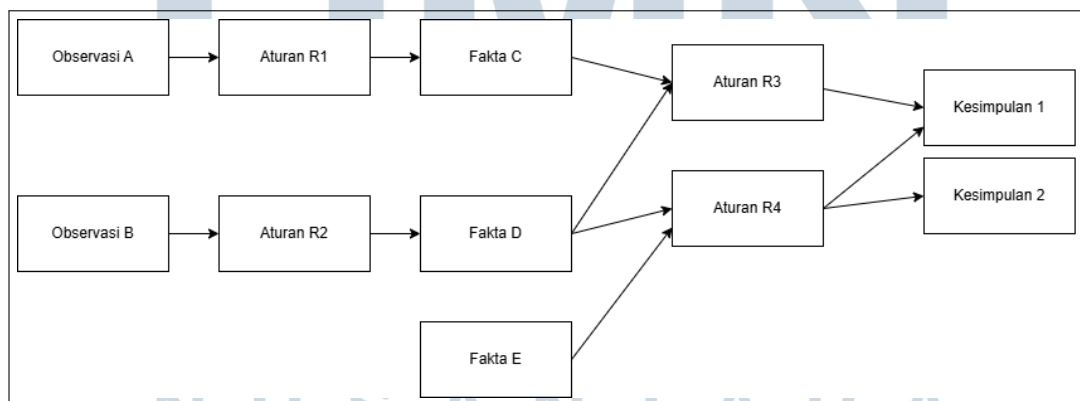 Observasi A
Aturan R1
Fakta C
Aturan R3
Kesimpulan 1
Observasi B
Aturan R2
Fakta D
Aturan R4
Kesimpulan 2
Fakta E